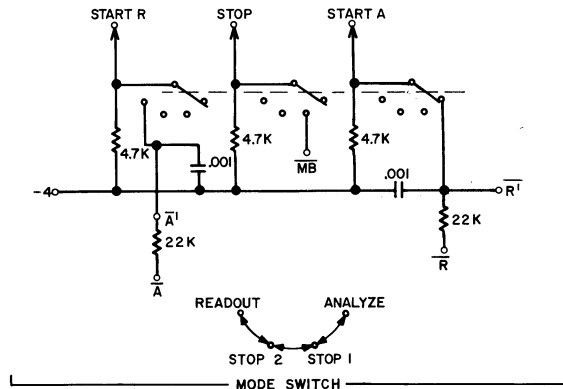 START R STOP START A
4.7K 4.7K 4.7K
.001 .001
M̅B̅
-4 R̅'̅
A̅'
22K 22K
A̅ R̅
READOUT ANALYZE
STOP 2 STOP 1
MODE SWITCH